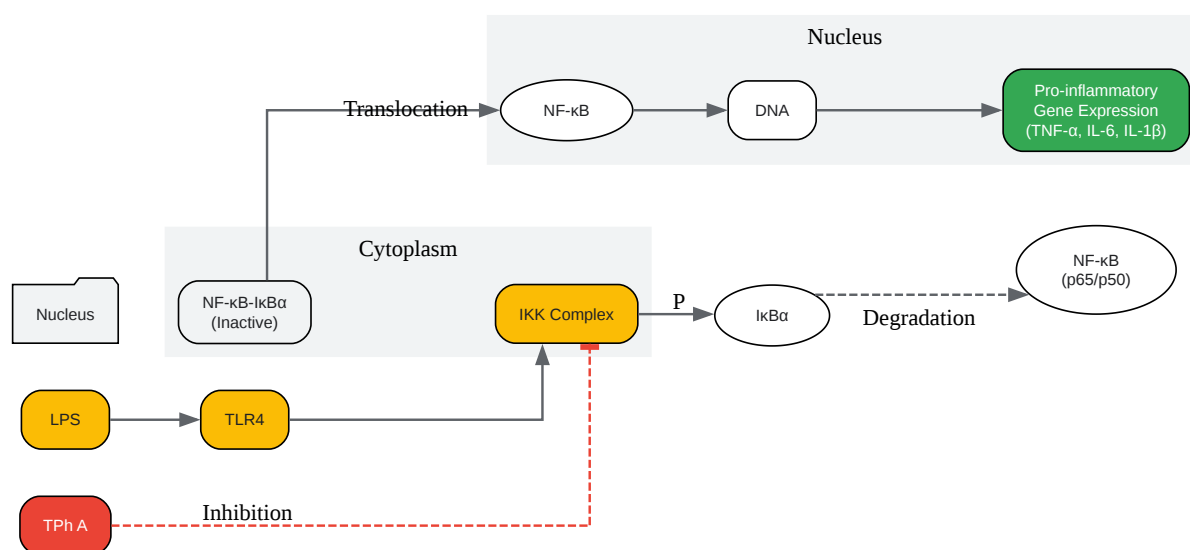 Nucleus
Translocation
NF-κB
DNA
Pro-inflammatory
Gene Expression
(TNF-α, IL-6, IL-1β)
Cytoplasm
Nucleus
NF-κB-IκBα
(Inactive)
IKK Complex
P
IκBα
Degradation
NF-κB
(p65/p50)
LPS
TLR4
TPh A
Inhibition